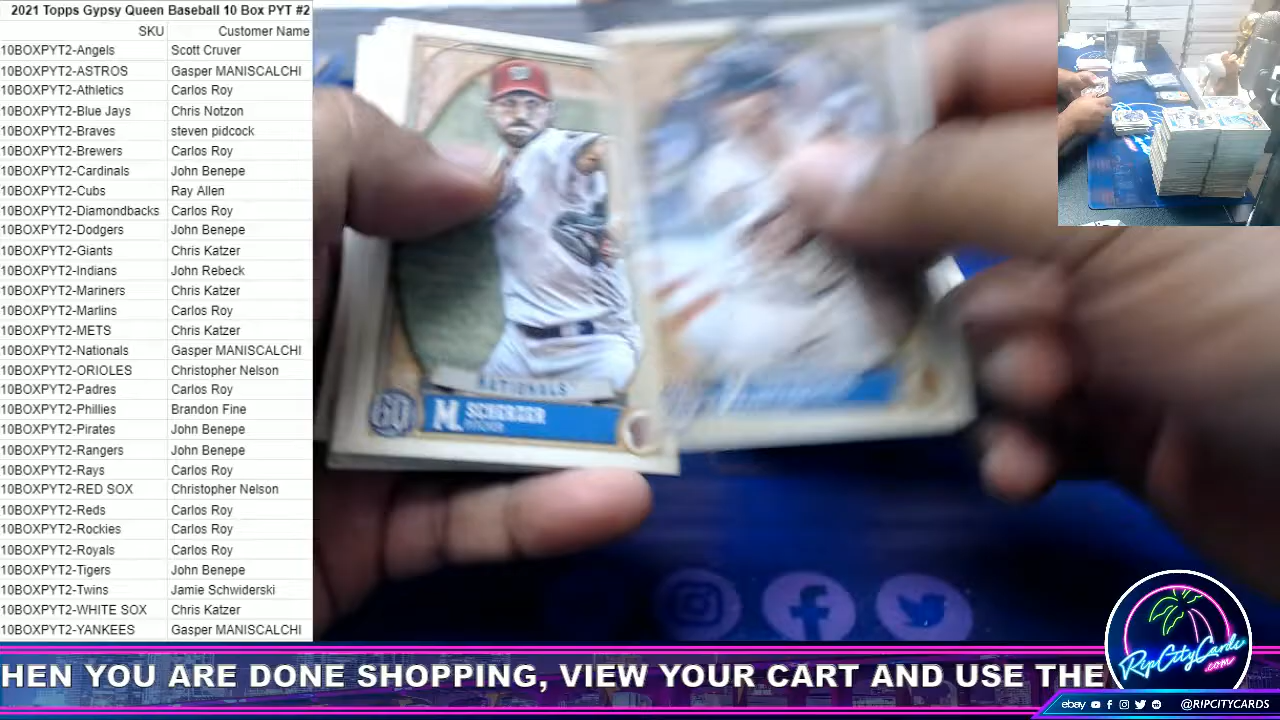 2021 Topps Gypsy Queen Baseball 10 Box PYT #2
SKU Customer Name
10BOXPYT2-Angels Scott Cruver
10BOXPYT2-ASTROS Gasper MANISCALCHI
10BOXPYT2-Athletics Carlos Roy
10BOXPYT2-Blue Jays Chris Notzon
10BOXPYT2-Braves steven pidcock
10BOXPYT2-Brewers Carlos Roy
10BOXPYT2-Cardinals John Benepe
10BOXPYT2-Cubs Ray Allen
10BOXPYT2-Diamondbacks Carlos Roy
10BOXPYT2-Dodgers John Benepe
10BOXPYT2-Giants Chris Katzer
10BOXPYT2-Indians John Rebeck
10BOXPYT2-Mariners Chris Katzer
10BOXPYT2-Marlins Carlos Roy
10BOXPYT2-METS Chris Katzer
10BOXPYT2-Nationals Gasper MANISCALCHI
10BOXPYT2-ORIOLES Christopher Nelson
10BOXPYT2-Padres Carlos Roy
10BOXPYT2-Phillies Brandon Fine
10BOXPYT2-Pirates John Benepe
10BOXPYT2-Rangers John Benepe
10BOXPYT2-Rays Carlos Roy
10BOXPYT2-RED SOX Christopher Nelson
10BOXPYT2-Reds Carlos Roy
10BOXPYT2-Rockies Carlos Roy
10BOXPYT2-Royals Carlos Roy
10BOXPYT2-Tigers John Benepe
10BOXPYT2-Twins Jamie Schwiderski
10BOXPYT2-WHITE SOX Chris Katzer
10BOXPYT2-YANKEES Gasper MANISCALCHI
NATIONALS
GQ M. SCHERZER
PITCHER
HEN YOU ARE DONE SHOPPING, VIEW YOUR CART AND USE THE
RipCityCards
.com
ebay @RIPCITYCARDS